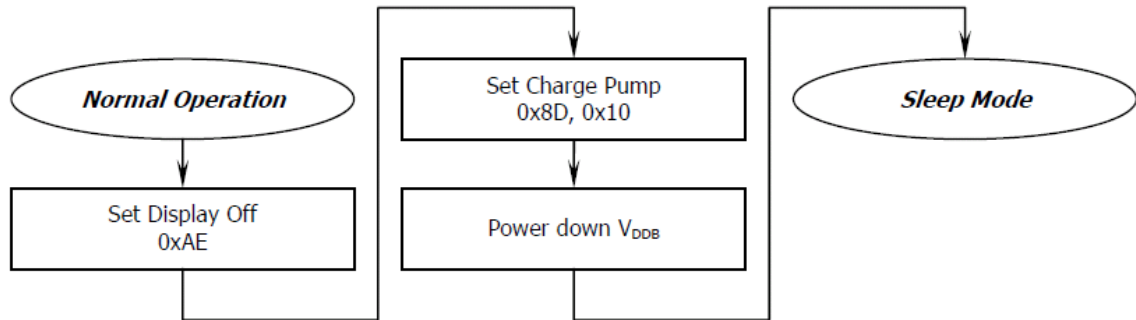 Normal Operation
Set Display Off
0xAE
Set Charge Pump
0x8D, 0x10
Power down VDDB
Sleep Mode